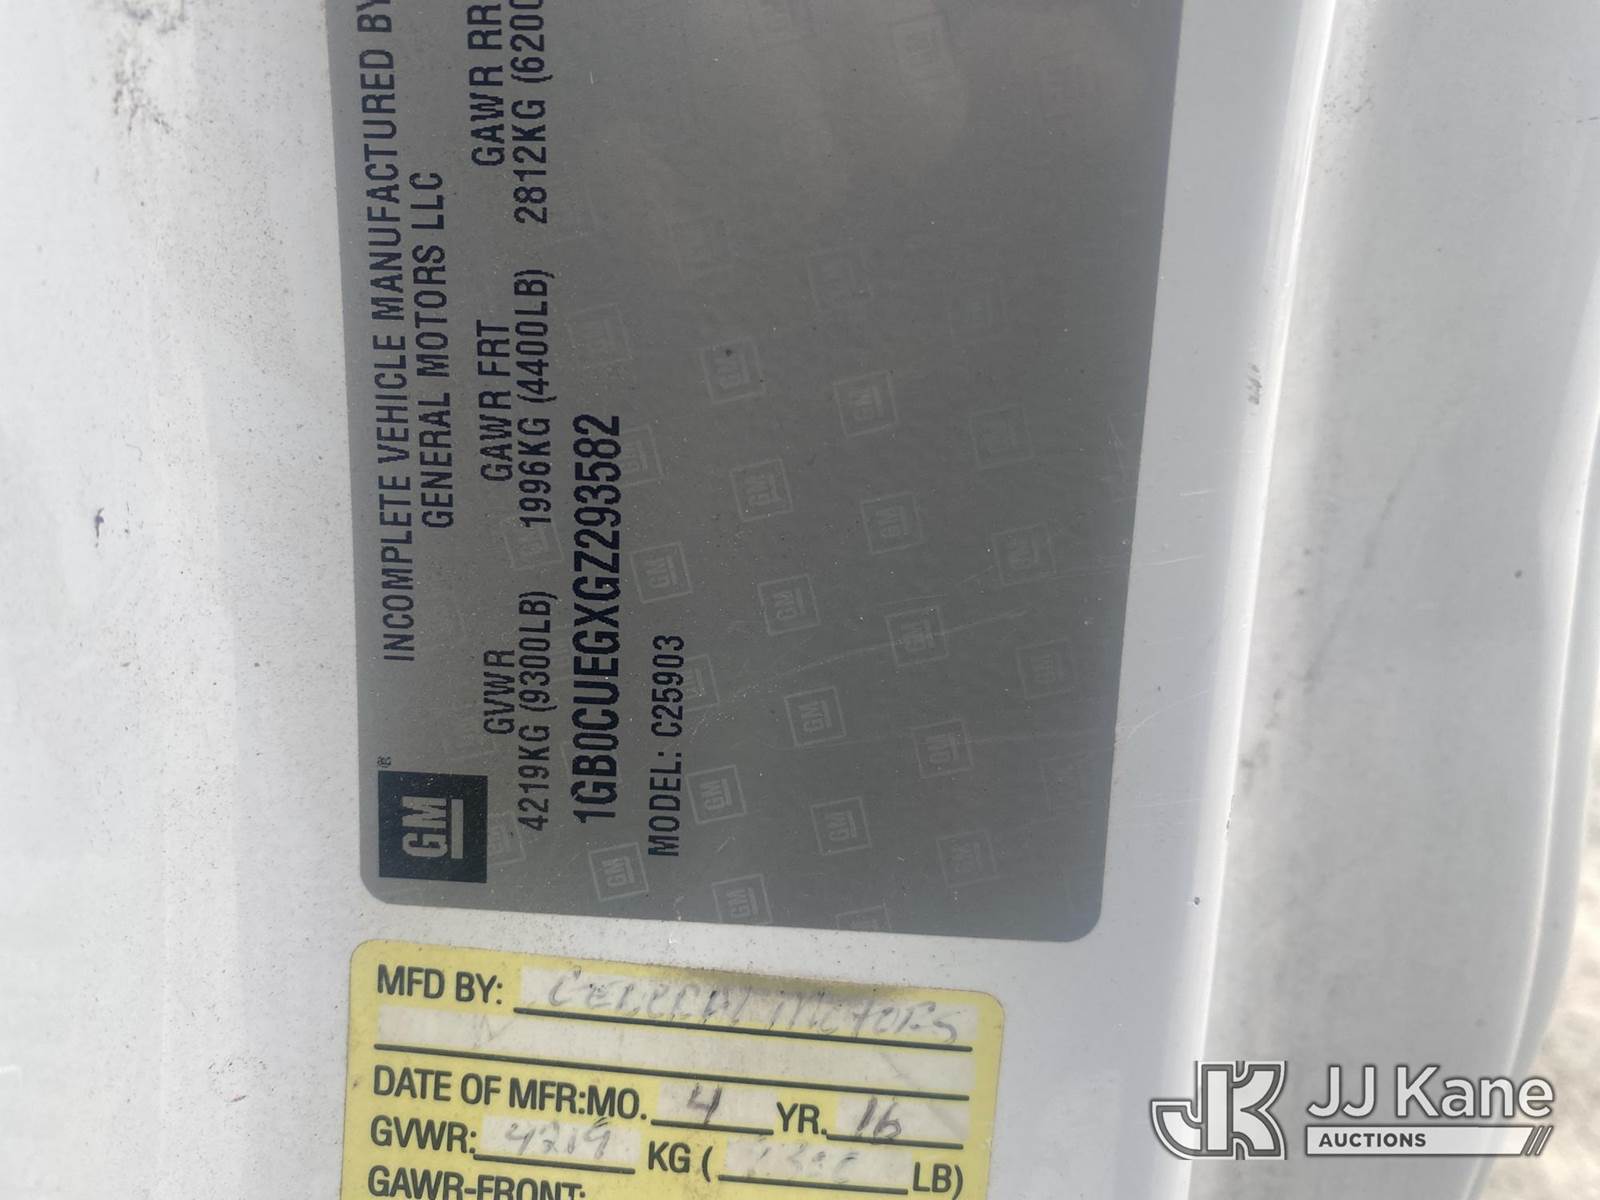 INCOMPLETE VEHICLE MANUFACTURED BY
GENERAL MOTORS LLC
GM
GVWR GAWR FRT GAWR RR
4219KG (9300LB) 1996KG (4400LB) 2812KG (6200
1GB0CUEGXGZ293582
MODEL: C25903
MFD BY: General Motors
DATE OF MFR:MO. 4 YR. 16
GVWR: 4219 KG ( LB)
GAWR-FRONT:
JJ Kane
AUCTIONS